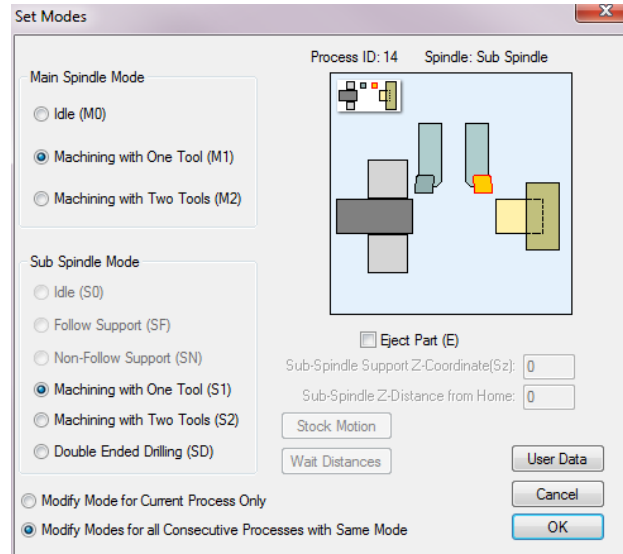 Set Modes
Process ID: 14 Spindle: Sub Spindle
Main Spindle Mode
Idle (M0)
Machining with One Tool (M1)
Machining with Two Tools (M2)
Sub Spindle Mode
Idle (S0)
Follow Support (SF)
Non-Follow Support (SN)
Machining with One Tool (S1)
Machining with Two Tools (S2)
Double Ended Drilling (SD)
Eject Part (E)
Sub-Spindle Support Z-Coordinate(Sz): 0
Sub-Spindle Z-Distance from Home: 0
Stock Motion
Wait Distances
User Data
Cancel
OK
Modify Mode for Current Process Only
Modify Modes for all Consecutive Processes with Same Mode